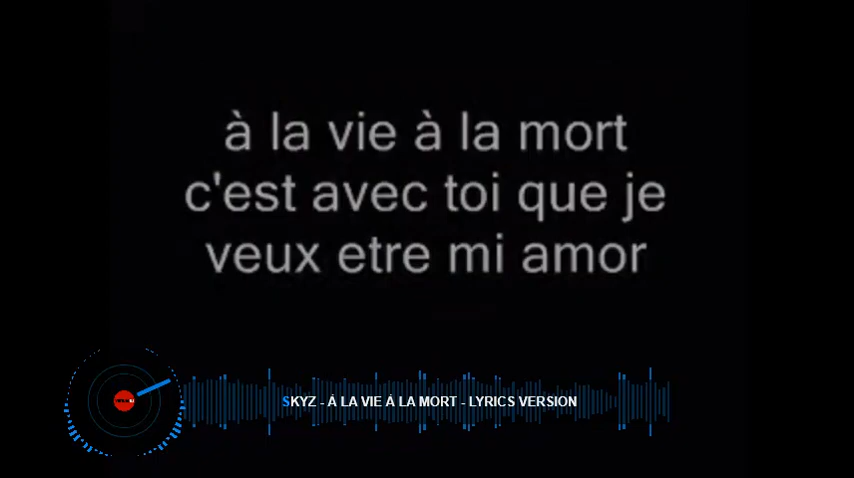 à la vie à la mort
c'est avec toi que je
veux etre mi amor
SKYZ - À LA VIE À LA MORT - LYRICS VERSION